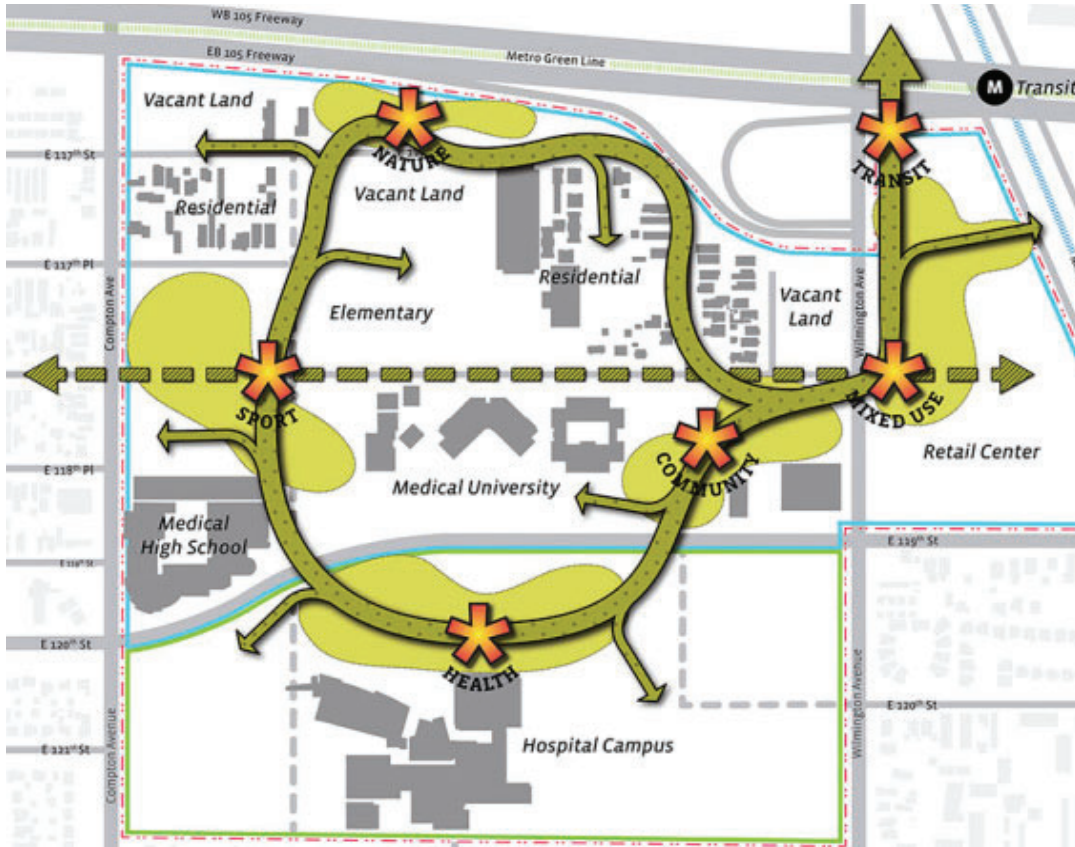 WB 105 Freeway
EB 105 Freeway
Metro Green Line
M Transit
Vacant Land
E 117th St
NATURE
TRANSIT
Vacant Land
Residential
E 117th Pl
Residential
Compton Ave
Elementary
Vacant
Land
Wilmington Ave
SPORT
MIXED USE
COMMUNITY
Retail Center
E 118th Pl
Medical University
Medical
High School
E 119th St
E 119th St
E 120th St
HEALTH
E 120th St
Hospital Campus
E 121st St
Compton Avenue
Wilmington Avenue